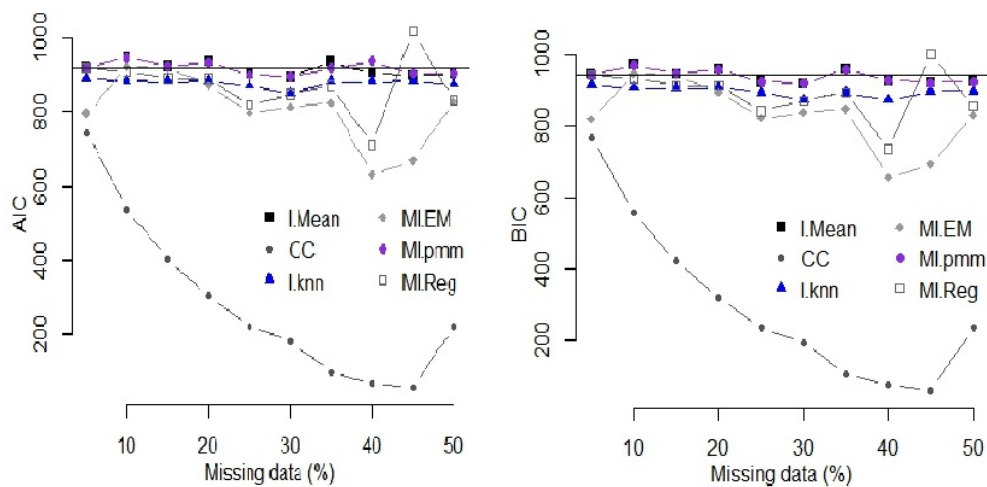 AIC
1000
800
600
400
200
I.Mean
CC
I.knn
MI.EM
MI.pmm
MI.Reg
10 20 30 40 50
Missing data (%)
BIC
1000
800
600
400
200
I.Mean
CC
I.knn
MI.EM
MI.pmm
MI.Reg
10 20 30 40 50
Missing data (%)